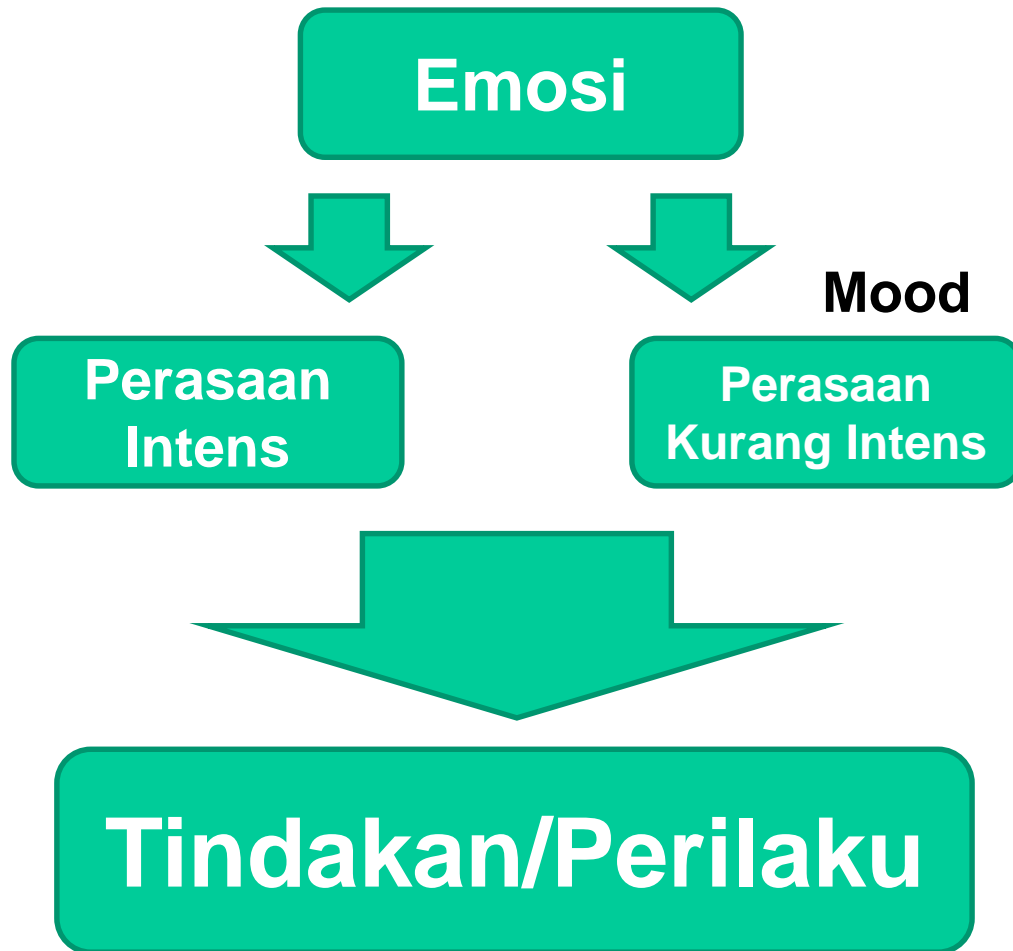 Emosi
Mood
Perasaan
Intens
Perasaan
Kurang Intens
Tindakan/Perilaku